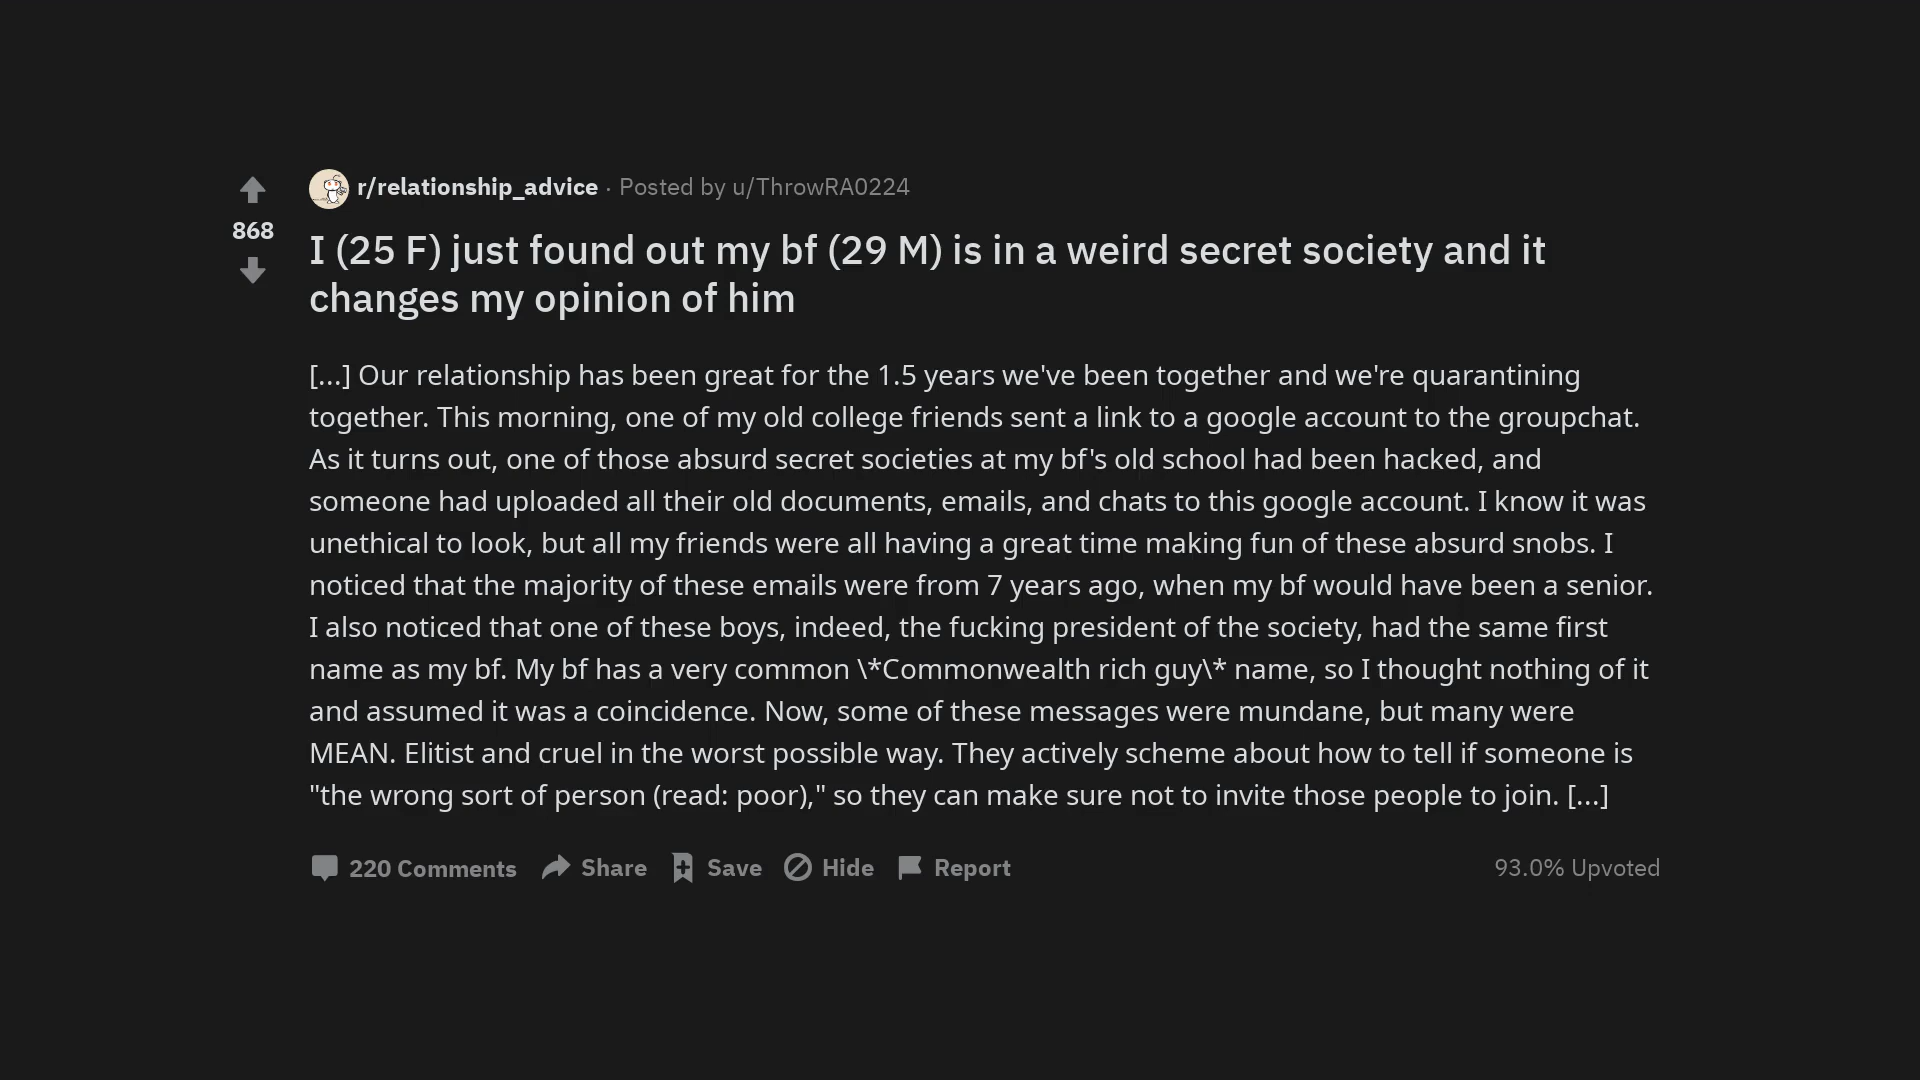 r/relationship_advice · Posted by u/ThrowRA0224
868
I (25 F) just found out my bf (29 M) is in a weird secret society and it
changes my opinion of him
[...] Our relationship has been great for the 1.5 years we've been together and we're quarantining
together. This morning, one of my old college friends sent a link to a google account to the groupchat.
As it turns out, one of those absurd secret societies at my bf's old school had been hacked, and
someone had uploaded all their old documents, emails, and chats to this google account. I know it was
unethical to look, but all my friends were all having a great time making fun of these absurd snobs. I
noticed that the majority of these emails were from 7 years ago, when my bf would have been a senior.
I also noticed that one of these boys, indeed, the fucking president of the society, had the same first
name as my bf. My bf has a very common \*Commonwealth rich guy\* name, so I thought nothing of it
and assumed it was a coincidence. Now, some of these messages were mundane, but many were
MEAN. Elitist and cruel in the worst possible way. They actively scheme about how to tell if someone is
"the wrong sort of person (read: poor)," so they can make sure not to invite those people to join. [...]
220 Comments Share Save Hide Report 93.0% Upvoted